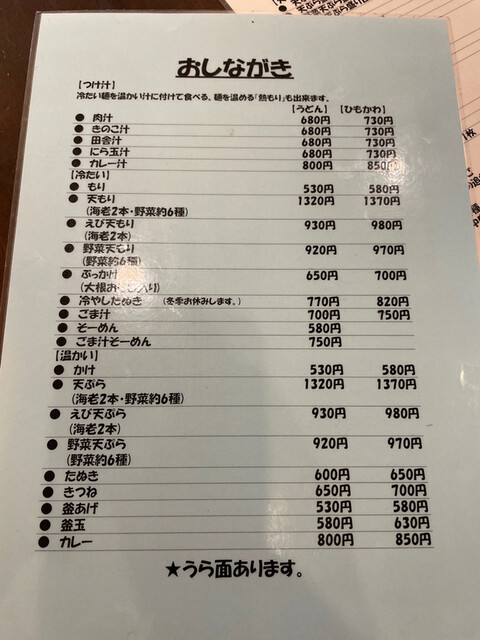 おしながき
【つけ汁】
冷たい麺を温かい汁に付けて食べる、麺を温める「熱もり」も出来ます。
【うどん】 【ひもかわ】
● 肉汁 680円 730円
● きのこ汁 680円 730円
● 田舎汁 680円 730円
● にら玉汁 680円 730円
● カレー汁 800円 850円
【冷たい】
● もり 530円 580円
● 天もり 1320円 1370円
(海老2本・野菜約6種)
● えび天もり 930円 980円
(海老2本)
● 野菜天もり 920円 970円
(野菜約6種)
● ぶっかけ 650円 700円
(大根おろし入り)
● 冷やしたぬき (冬季お休みします。) 770円 820円
● ごま汁 700円 750円
● そーめん 580円
● ごま汁そーめん 750円
【温かい】
● かけ 530円 580円
● 天ぷら 1320円 1370円
(海老2本・野菜約6種)
● えび天ぷら 930円 980円
(海老2本)
● 野菜天ぷら 920円 970円
(野菜約6種)
● たぬき 600円 650円
● きつね 650円 700円
● 釜あげ 530円 580円
● 釜玉 580円 630円
● カレー 800円 850円
★うら面あります。